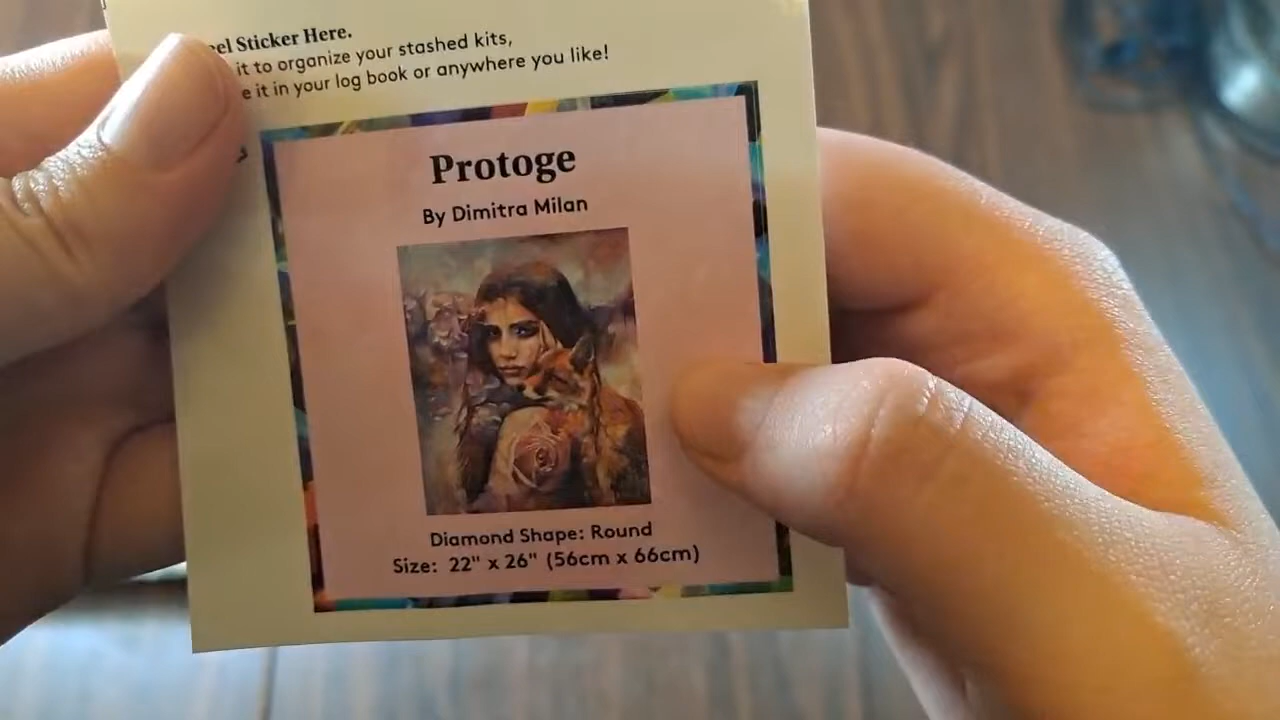 Sticker Here.
it to organize your stashed kits,
it in your log book or anywhere you like!
Protoge
By Dimitra Milan
Diamond Shape: Round
Size: 22" x 26" (56cm x 66cm)